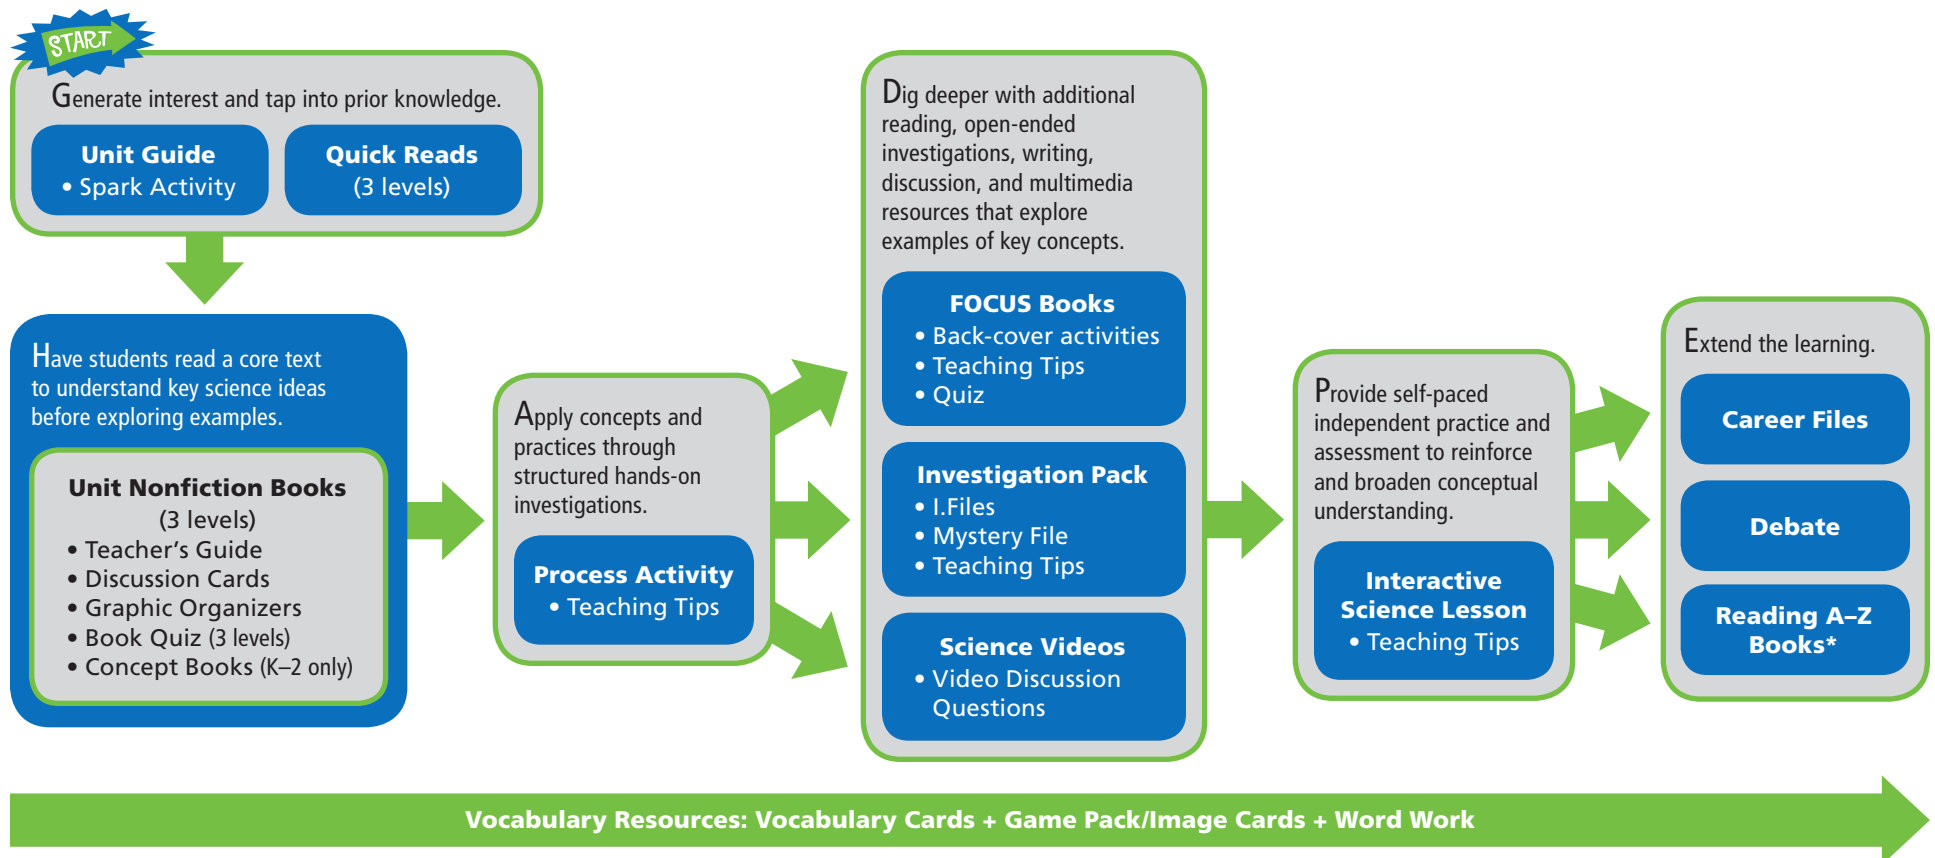 START
Generate interest and tap into prior knowledge.
Unit Guide
• Spark Activity
Quick Reads
(3 levels)
Have students read a core text
to understand key science ideas
before exploring examples.
Unit Nonfiction Books
(3 levels)
• Teacher’s Guide
• Discussion Cards
• Graphic Organizers
• Book Quiz (3 levels)
• Concept Books (K–2 only)
Apply concepts and
practices through
structured hands-on
investigations.
Process Activity
• Teaching Tips
Dig deeper with additional
reading, open-ended
investigations, writing,
discussion, and multimedia
resources that explore
examples of key concepts.
FOCUS Books
• Back-cover activities
• Teaching Tips
• Quiz
Investigation Pack
• I.Files
• Mystery File
• Teaching Tips
Science Videos
• Video Discussion
Questions
Provide self-paced
independent practice and
assessment to reinforce
and broaden conceptual
understanding.
Interactive
Science Lesson
• Teaching Tips
Extend the learning.
Career Files
Debate
Reading A–Z
Books*
Vocabulary Resources: Vocabulary Cards + Game Pack/Image Cards + Word Work